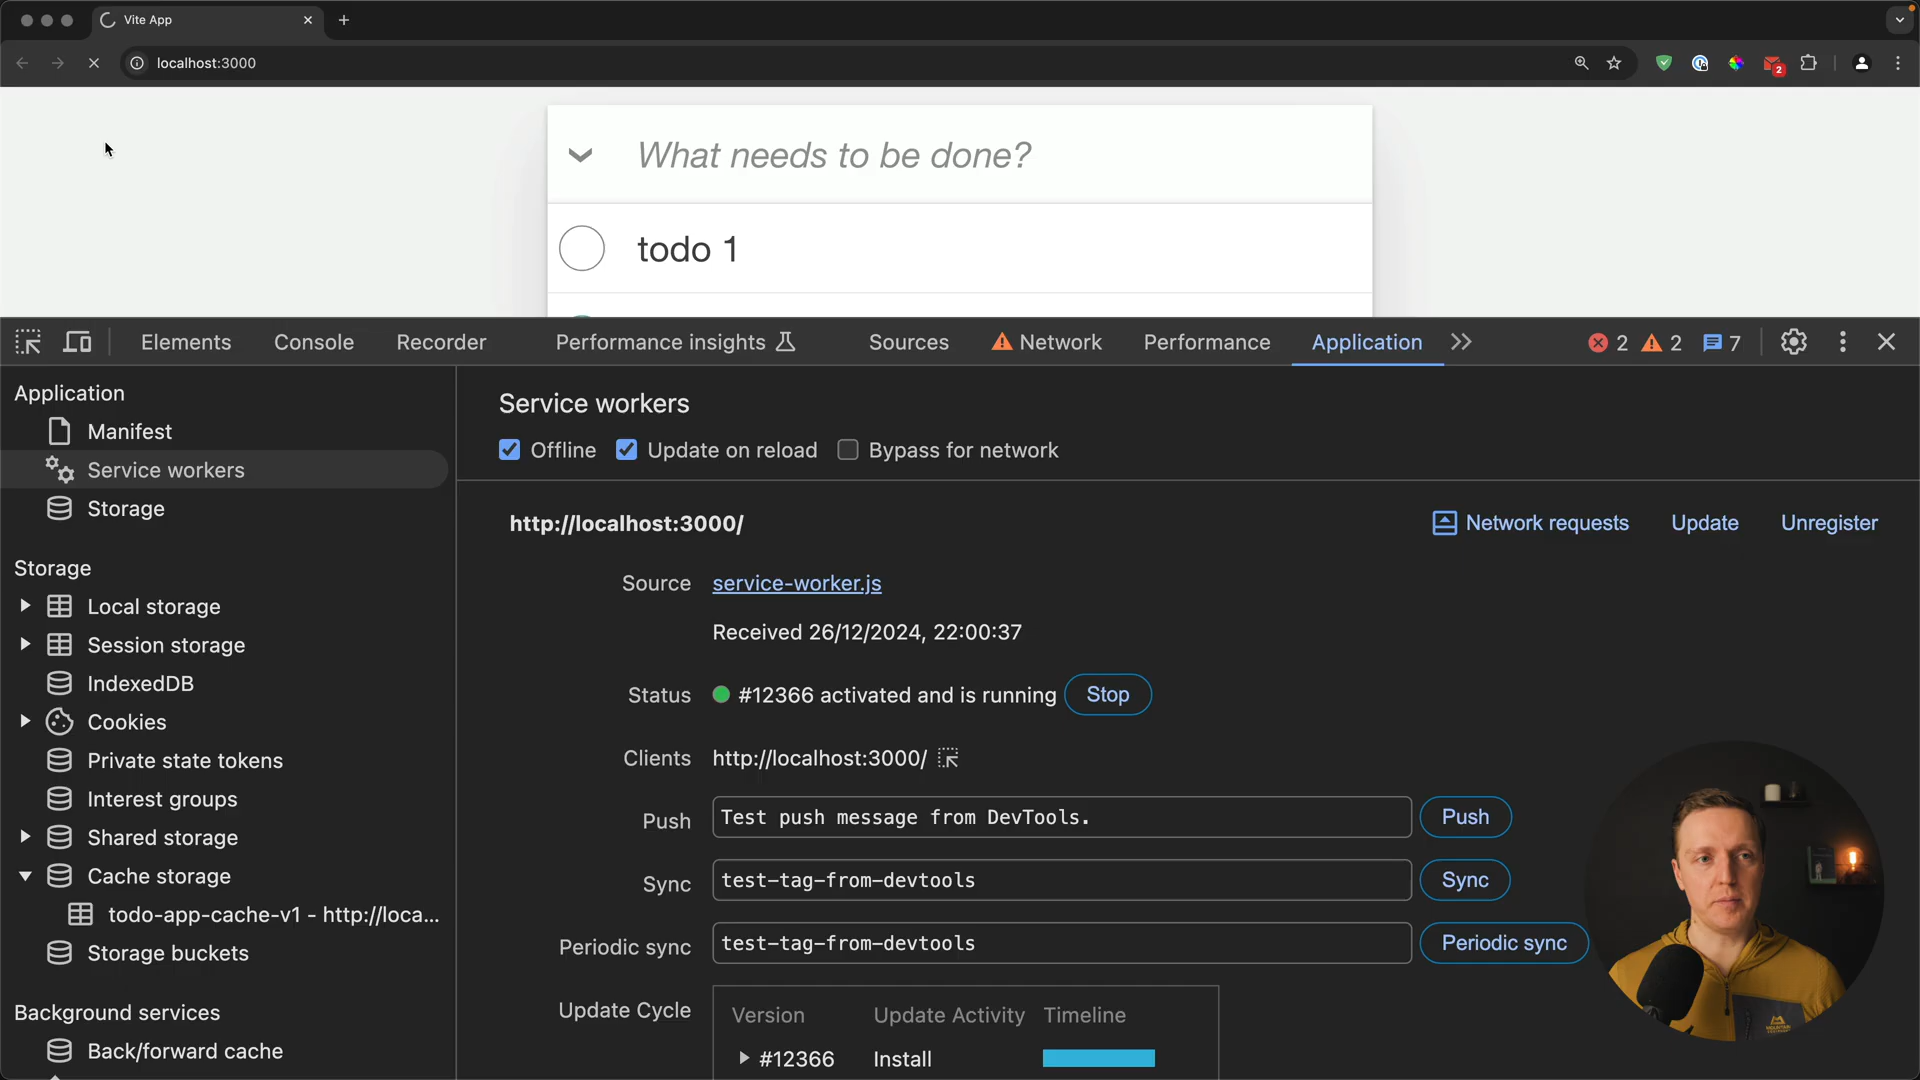 Vite App
localhost:3000
2
What needs to be done?
todo 1
Elements
Console
Recorder
Performance insights
Sources
Network
Performance
Application
2
2
7
Application
Manifest
Service workers
Storage
Storage
Local storage
Session storage
IndexedDB
Cookies
Private state tokens
Interest groups
Shared storage
Cache storage
todo-app-cache-v1 - http://loca...
Storage buckets
Background services
Back/forward cache
Service workers
Offline
Update on reload
Bypass for network
http://localhost:3000/
Network requests
Update
Unregister
Source service-worker.js
Received 26/12/2024, 22:00:37
Status #12366 activated and is running Stop
Clients http://localhost:3000/
Push Test push message from DevTools. Push
Sync test-tag-from-devtools Sync
Periodic sync test-tag-from-devtools Periodic sync
Update Cycle Version Update Activity Timeline
#12366 Install